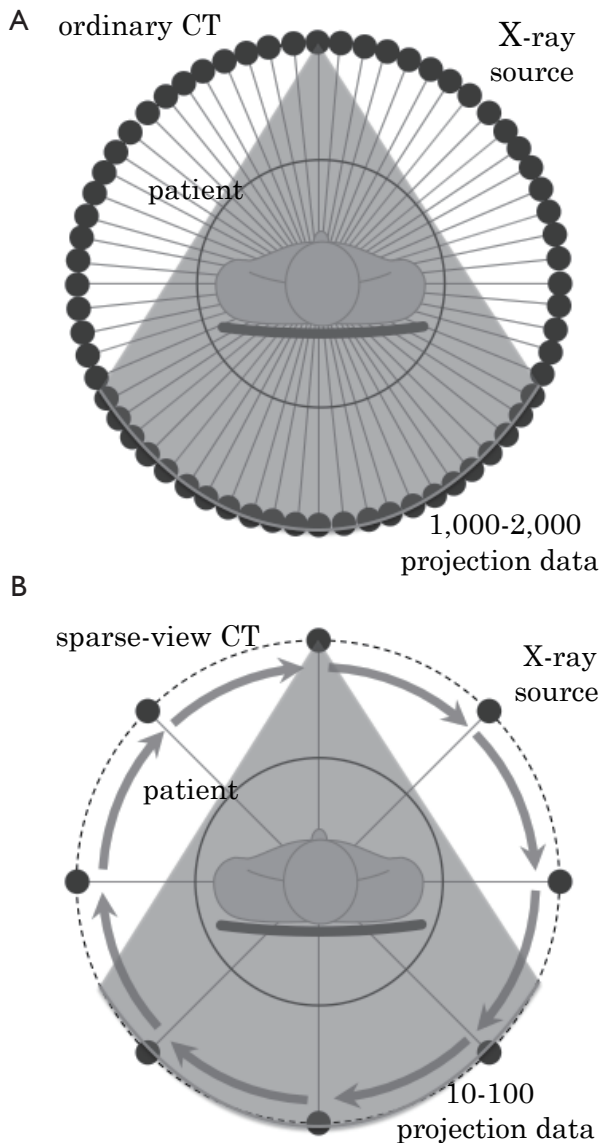 A
ordinary CT
X-ray
source
patient
1,000-2,000
projection data
B
sparse-view CT
X-ray
source
patient
10-100
projection data